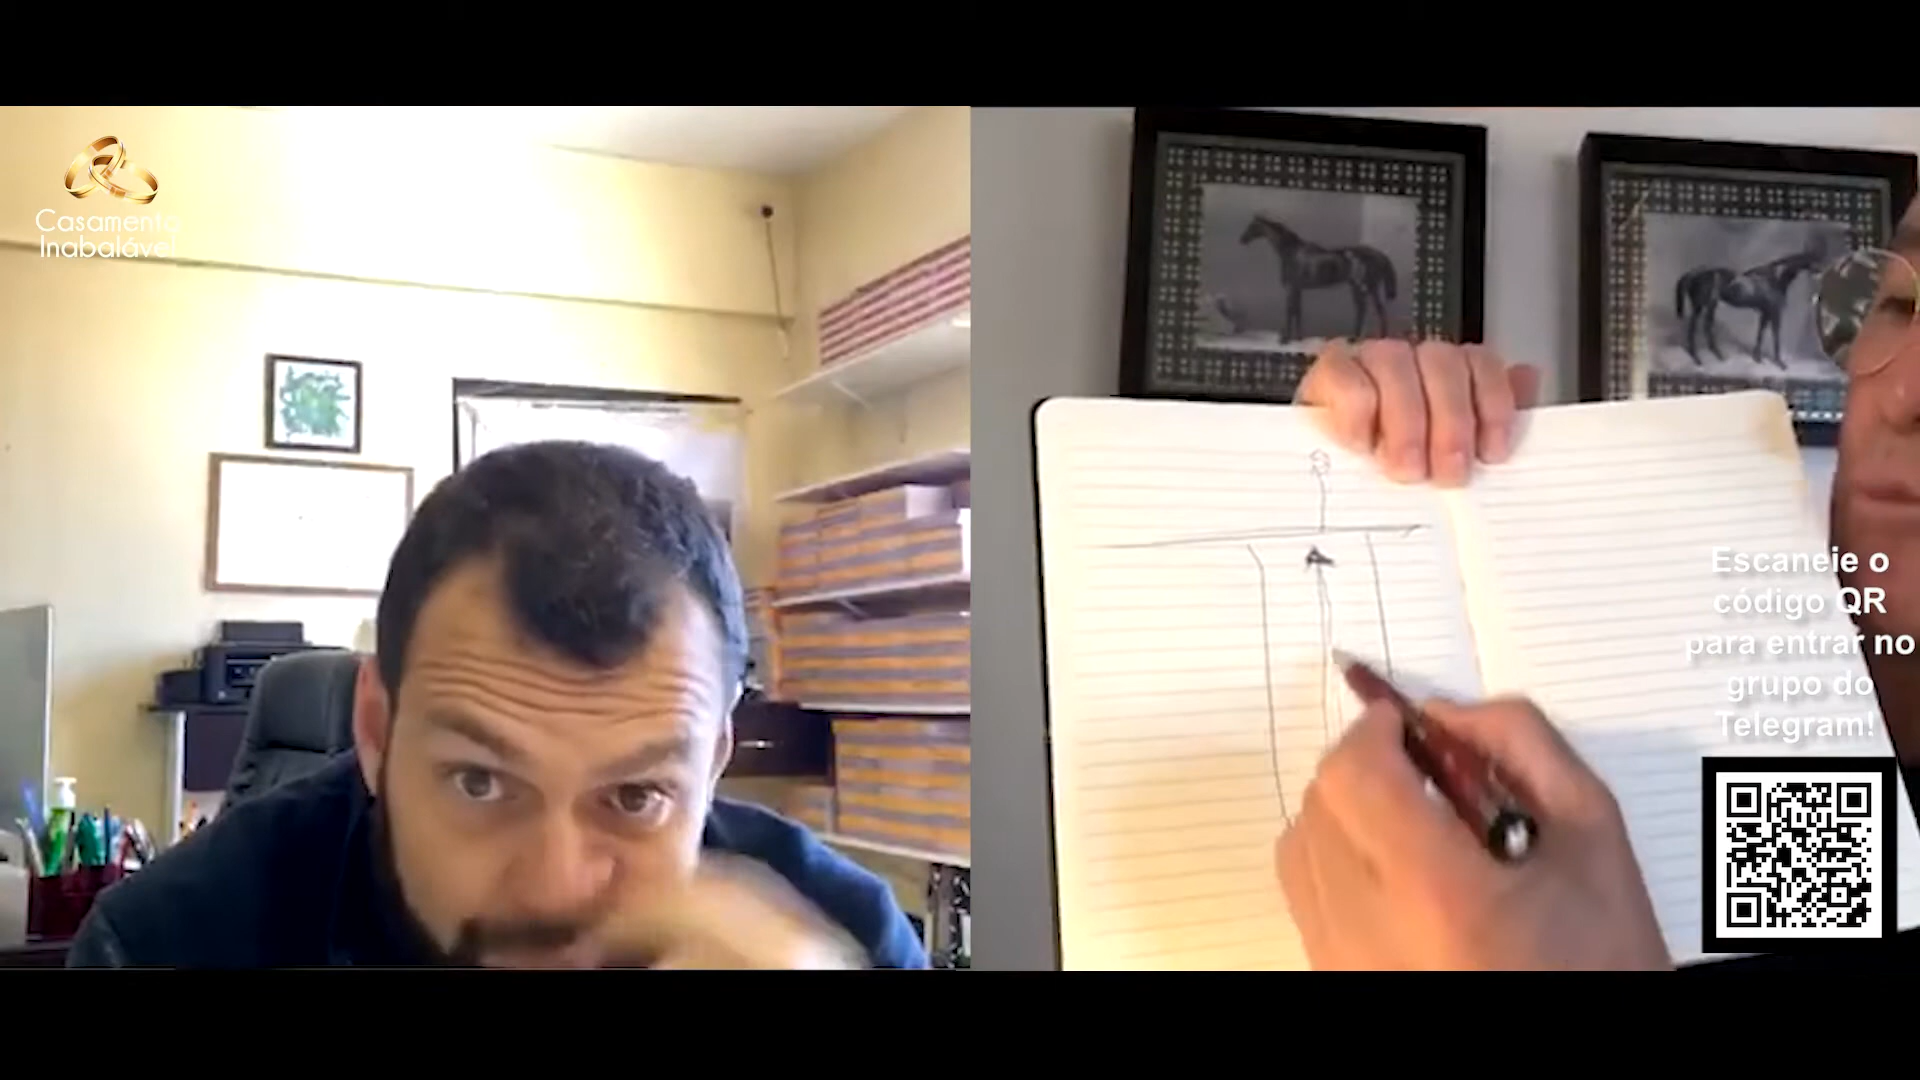 Casamento
Inabalável
Escaneie o
código QR
para entrar no
grupo do
Telegram!